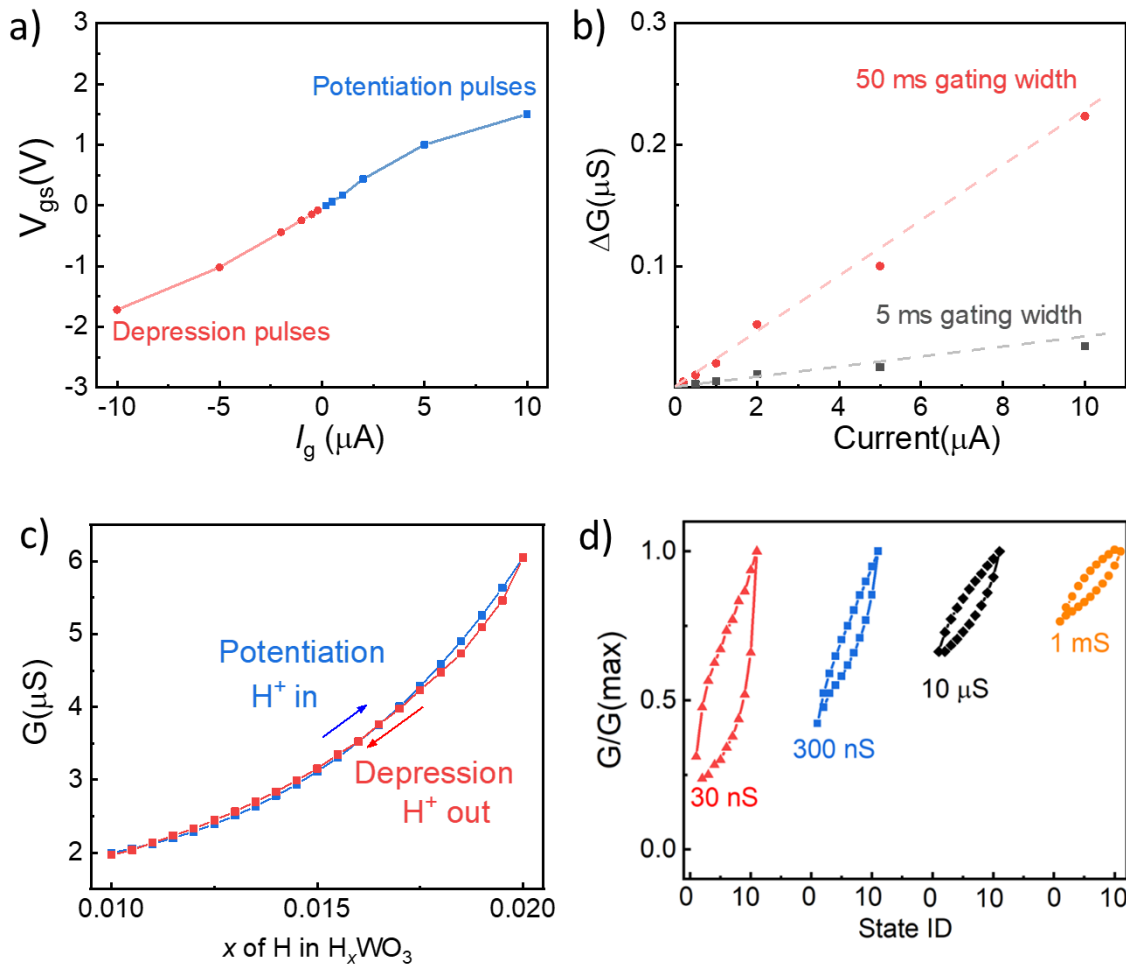 a)
3
2
1
0
-1
-2
-3
V_gs(V)
Potentiation pulses
Depression pulses
-10
-5
0
5
10
I_g (μA)
b)
0.3
0.2
0.1
ΔG(μS)
50 ms gating width
5 ms gating width
0
2
4
6
8
10
Current(μA)
c)
6
5
4
3
2
G(μS)
Potentiation
H⁺ in
Depression
H⁺ out
0.010
0.015
0.020
x of H in HₓWO₃
d)
1.0
0.5
0.0
G/G(max)
30 nS
300 nS
10 μS
1 mS
0
10
0
10
0
10
0
10
State ID